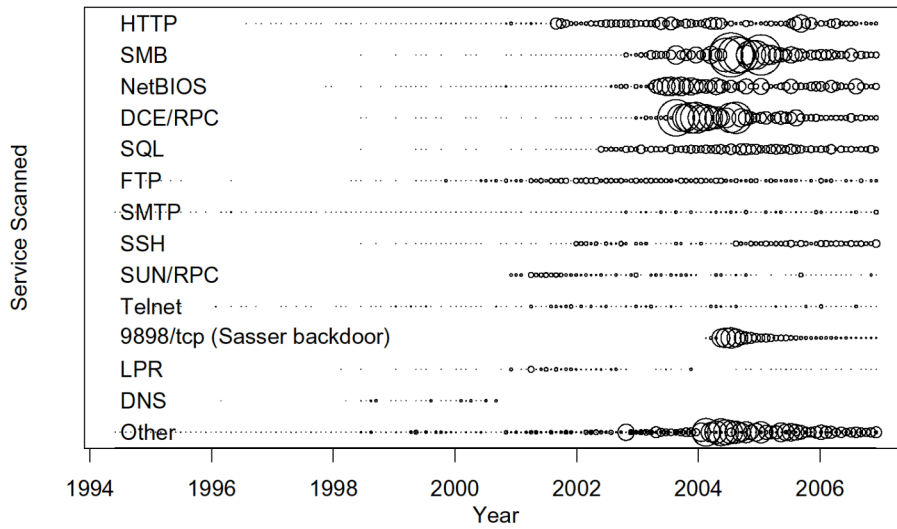 Service Scanned
HTTP
SMB
NetBIOS
DCE/RPC
SQL
FTP
SMTP
SSH
SUN/RPC
Telnet
9898/tcp (Sasser backdoor)
LPR
DNS
Other
1994 1996 1998 2000 2002 2004 2006
Year